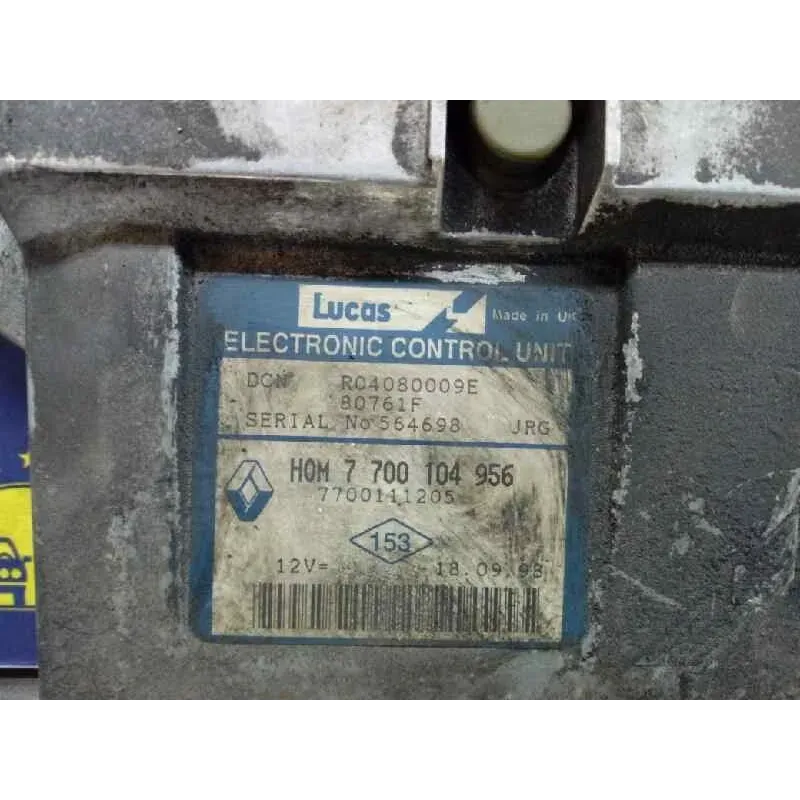 Lucas
Made in UK
ELECTRONIC CONTROL UNIT
DCN R04080009E
80761F
SERIAL No 564698 JRG
HOM 7 700 104 956
7700111205
153
12V= 18.09.98